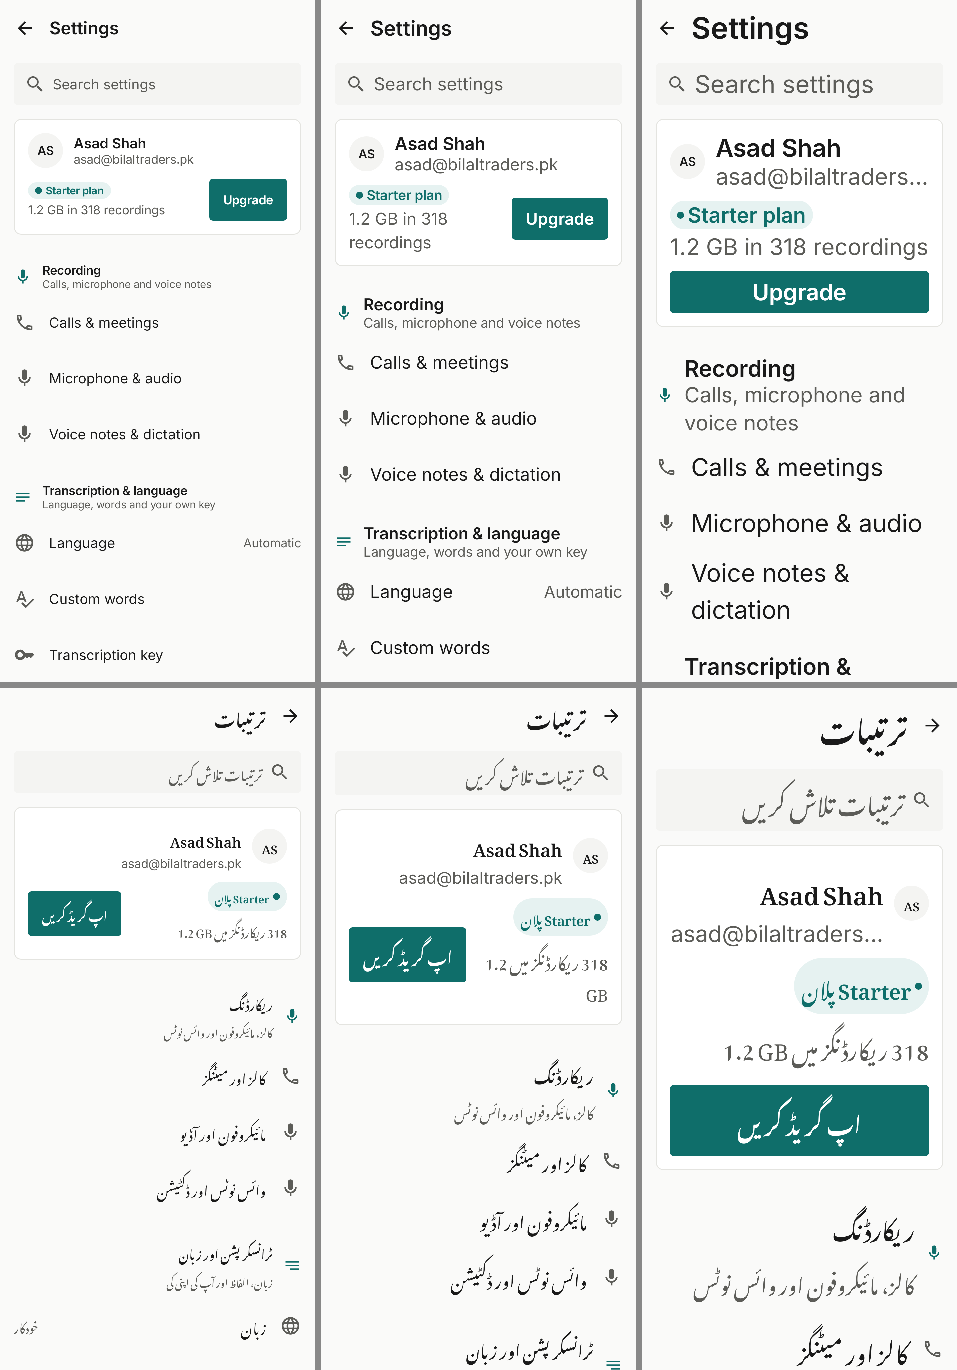 Settings
Search settings
AS
Asad Shah
asad@bilaltraders.pk
Starter plan
1.2 GB in 318 recordings
Upgrade
Recording
Calls, microphone and voice notes
Calls & meetings
Microphone & audio
Voice notes & dictation
Transcription & language
Language, words and your own key
Language
Automatic
Custom words
Transcription key
Settings
Search settings
AS
Asad Shah
asad@bilaltraders.pk
Starter plan
1.2 GB in 318
recordings
Upgrade
Recording
Calls, microphone and voice notes
Calls & meetings
Microphone & audio
Voice notes & dictation
Transcription & language
Language, words and your own key
Language
Automatic
Custom words
Settings
Search settings
AS
Asad Shah
asad@bilaltraders...
Starter plan
1.2 GB in 318 recordings
Upgrade
Recording
Calls, microphone and
voice notes
Calls & meetings
Microphone & audio
Voice notes &
dictation
Transcription &
ترتیبات
ترتیبات تلاش کریں
AS
Asad Shah
asad@bilaltraders.pk
Starter پلان
318 ریکارڈنگز میں 1.2 GB
اپ گریڈ کریں
ریکارڈنگ
کالز، مائیکروفون اور وائس نوٹس
کالز اور میٹنگز
مائیکروفون اور آڈیو
وائس نوٹس اور ڈکٹیشن
ٹرانسکرپشن اور زبان
زبان، الفاظ اور آپ کی اپنی کی
زبان
خودکار
ترتیبات
ترتیبات تلاش کریں
AS
Asad Shah
asad@bilaltraders.pk
Starter پلان
318 ریکارڈنگز میں 1.2
GB
اپ گریڈ کریں
ریکارڈنگ
کالز، مائیکروفون اور وائس نوٹس
کالز اور میٹنگز
مائیکروفون اور آڈیو
وائس نوٹس اور ڈکٹیشن
ٹرانسکرپشن اور زبان
ترتیبات
ترتیبات تلاش کریں
AS
Asad Shah
asad@bilaltraders...
Starter پلان
318 ریکارڈنگز میں 1.2 GB
اپ گریڈ کریں
ریکارڈنگ
کالز، مائیکروفون اور وائس نوٹس
کالز اور میٹنگز